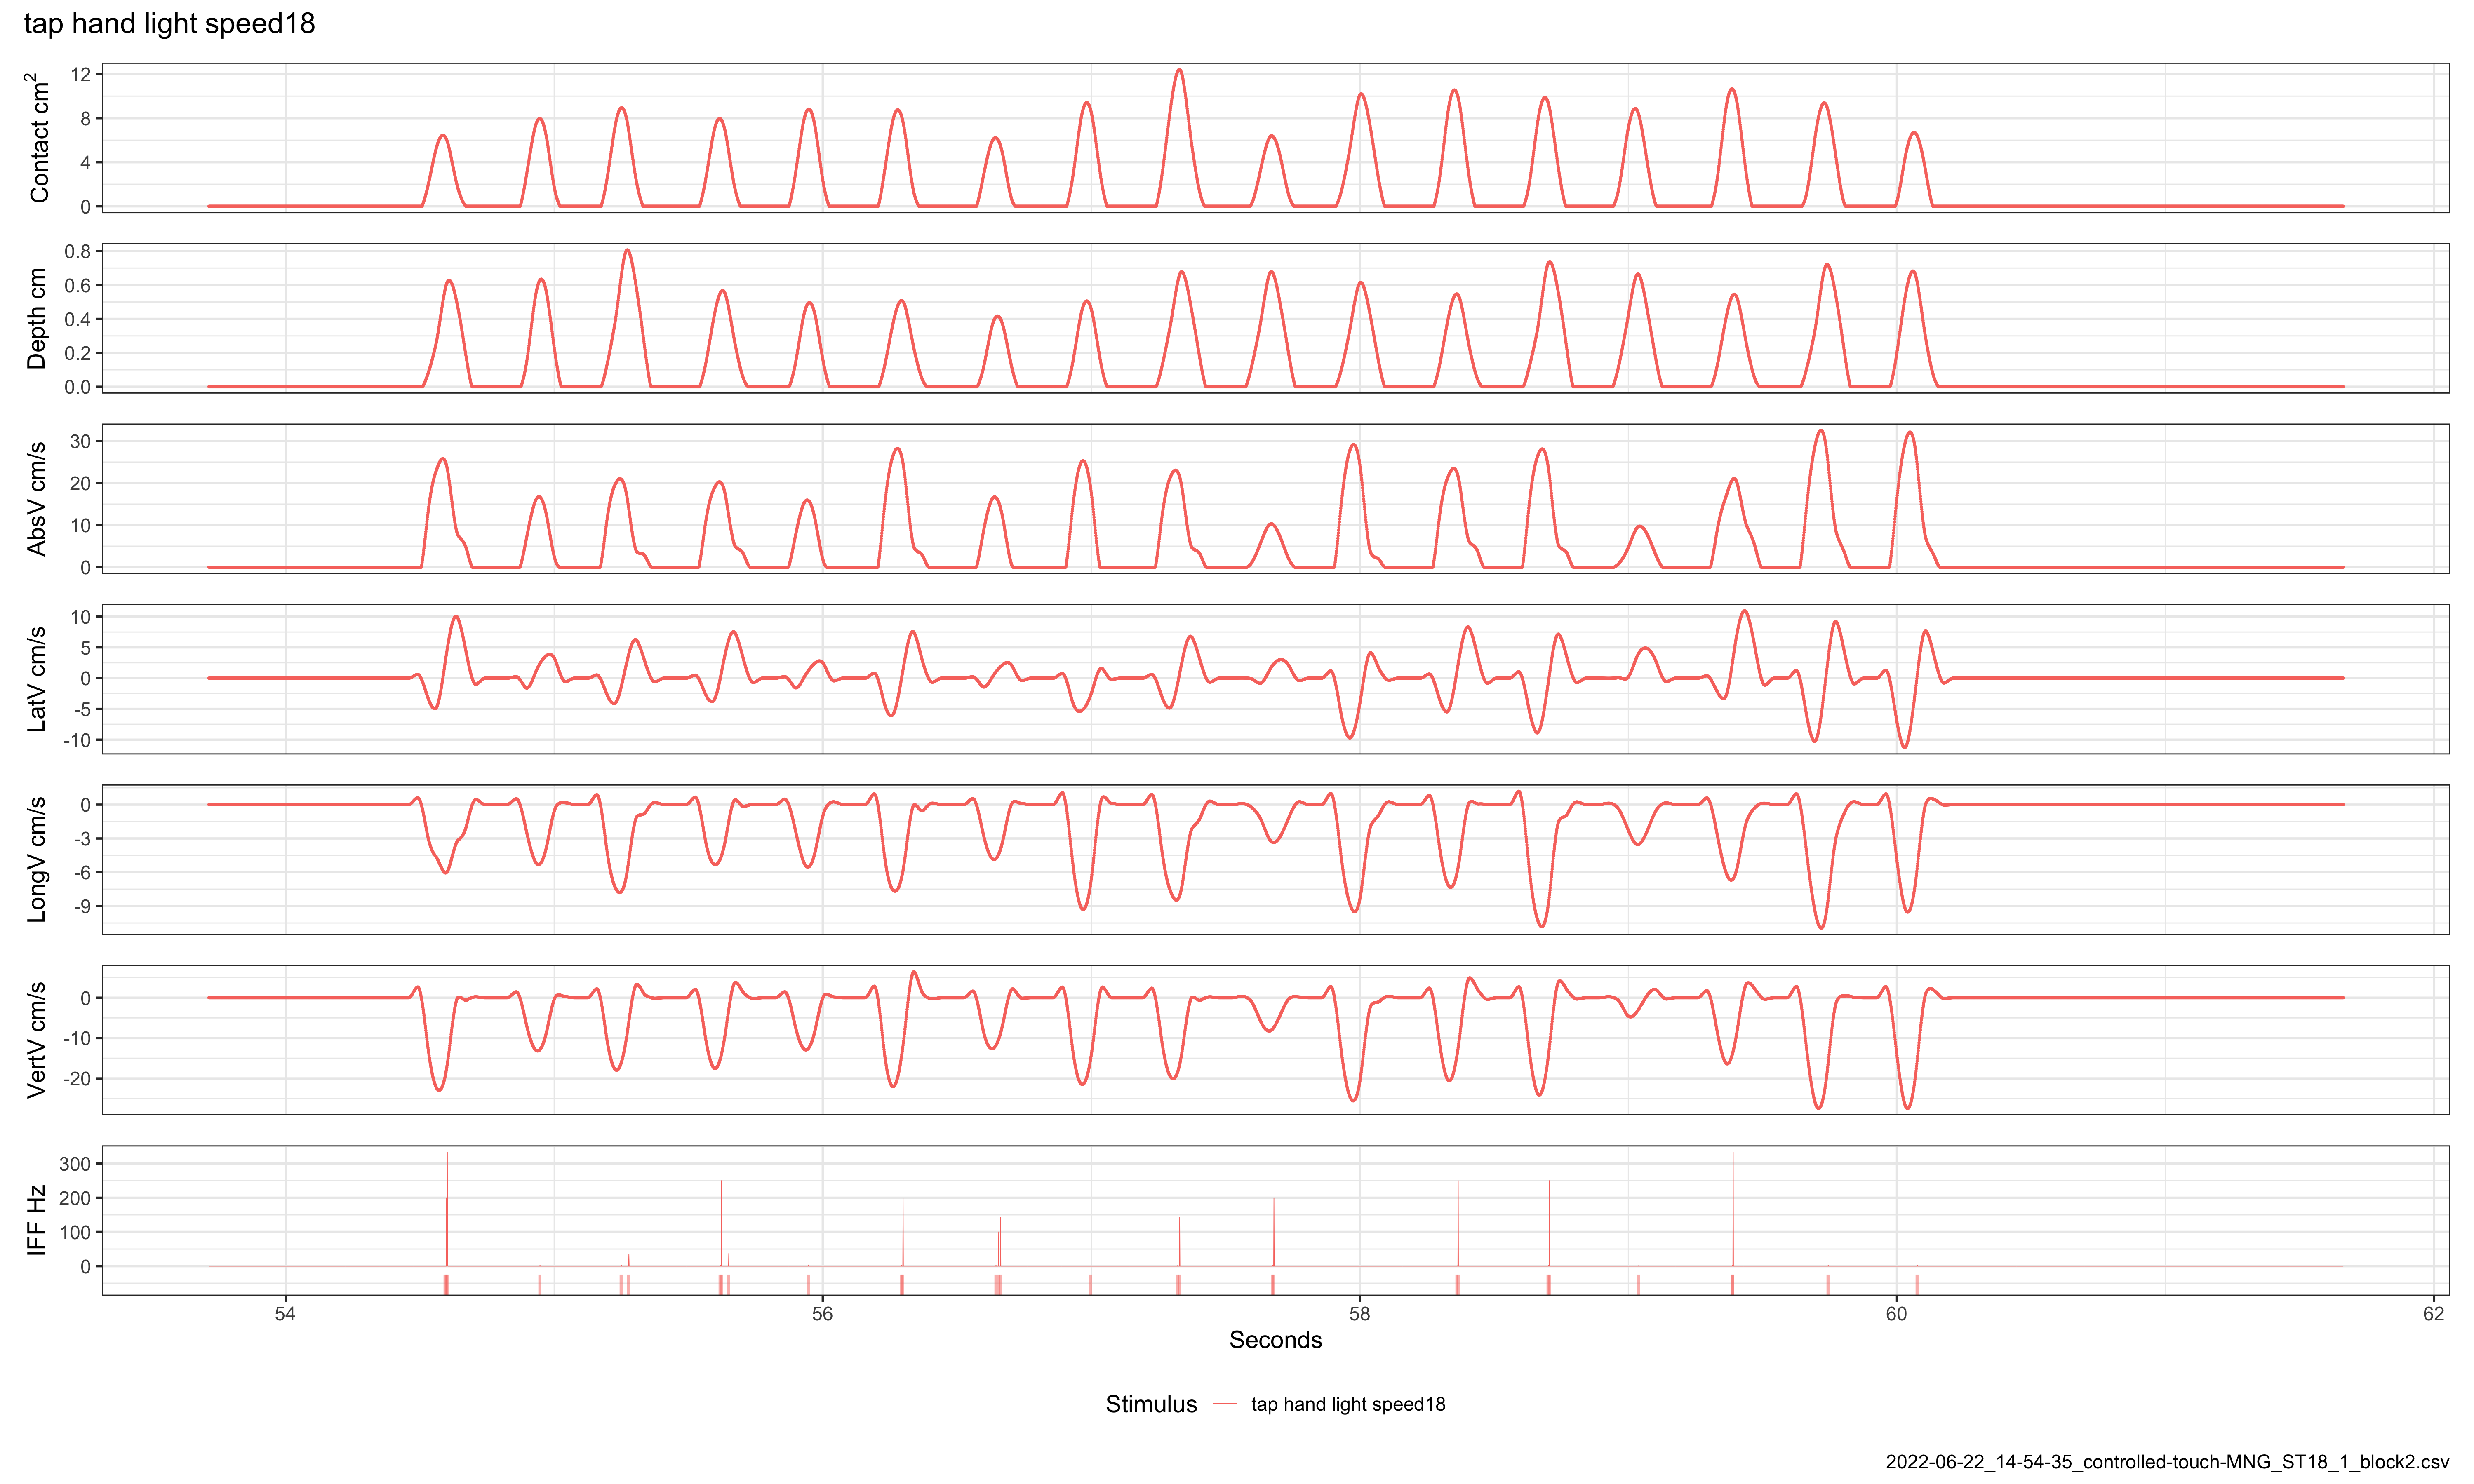 tap hand light speed18
Contact cm²
12
8
4
0
Depth cm
0.8
0.6
0.4
0.2
0.0
AbsV cm/s
30
20
10
0
LatV cm/s
10
5
0
-5
-10
LongV cm/s
0
-3
-6
-9
VertV cm/s
0
-10
-20
IFF Hz
300
200
100
0
54 56 58 60 62
Seconds
Stimulus tap hand light speed18
2022-06-22_14-54-35_controlled-touch-MNG_ST18_1_block2.csv